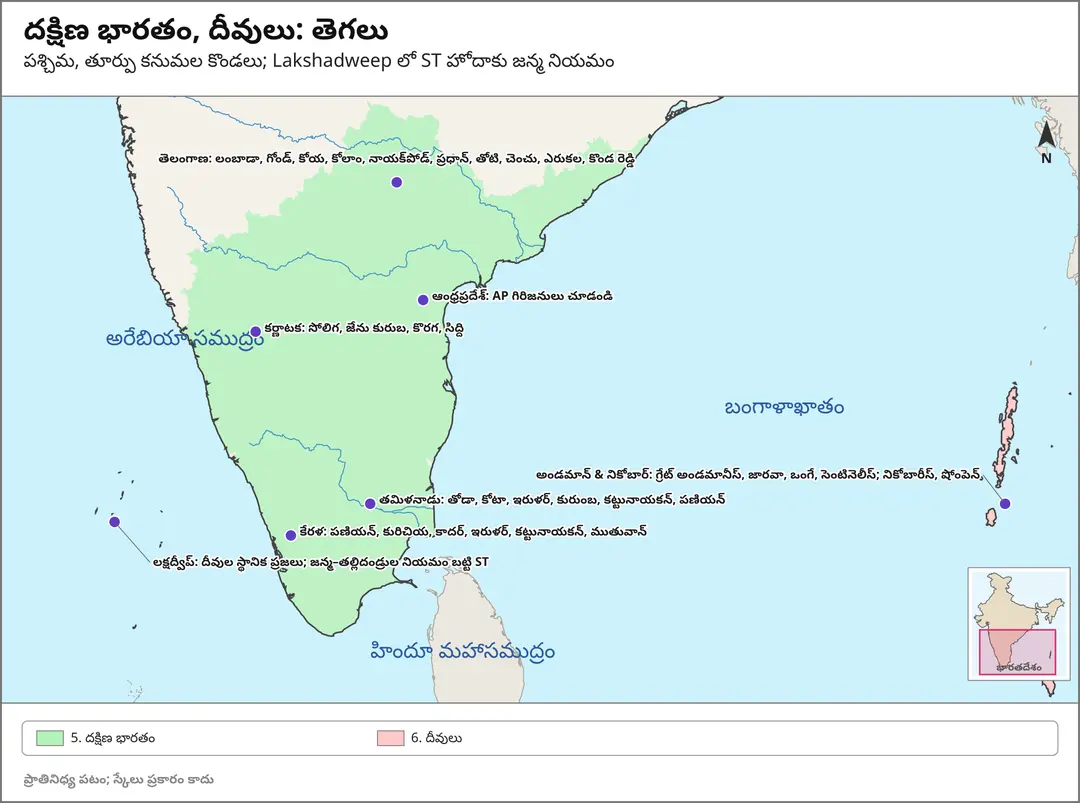 దక్షిణ భారతం, దీవులు: తెగలు
పశ్చిమ, తూర్పు కనుమల కొండలు; Lakshadweep లో ST హోదాకు జన్మ నియమం
N
తెలంగాణ: లంబాడా, గోండ్, కోయ, కోలాం, నాయక్‌పోడ్, ప్రధాన్, తోటి, చెంచు, ఎరుకల, కొండ రెడ్డి
ఆంధ్రప్రదేశ్: AP గిరిజనులు చూడండి
కర్ణాటక: సోలిగ, జేను కురుబ, కొరగ, సిద్ది
అరేబియా సముద్రం
బంగాళాఖాతం
అండమాన్ & నికోబార్: గ్రేట్ అండమానీస్, జారవా, ఒంగే, సెంటినెలీస్; నికోబారీస్, షోంపెన్
తమిళనాడు: తోడా, కోటా, ఇరుళర్, కురుంబ, కట్టునాయకన్, పణియన్
కేరళ: పణియన్, కురిచియ, కాదర్, ఇరుళర్, కట్టునాయకన్, ముతువాన్
లక్షద్వీప్: దీవుల స్థానిక ప్రజలు; జన్మ-తల్లిదండ్రుల నియమం బట్టి ST
హిందూ మహాసముద్రం
భారతదేశం
5. దక్షిణ భారతం
6. దీవులు
ప్రాతినిధ్య పటం; స్కేలు ప్రకారం కాదు